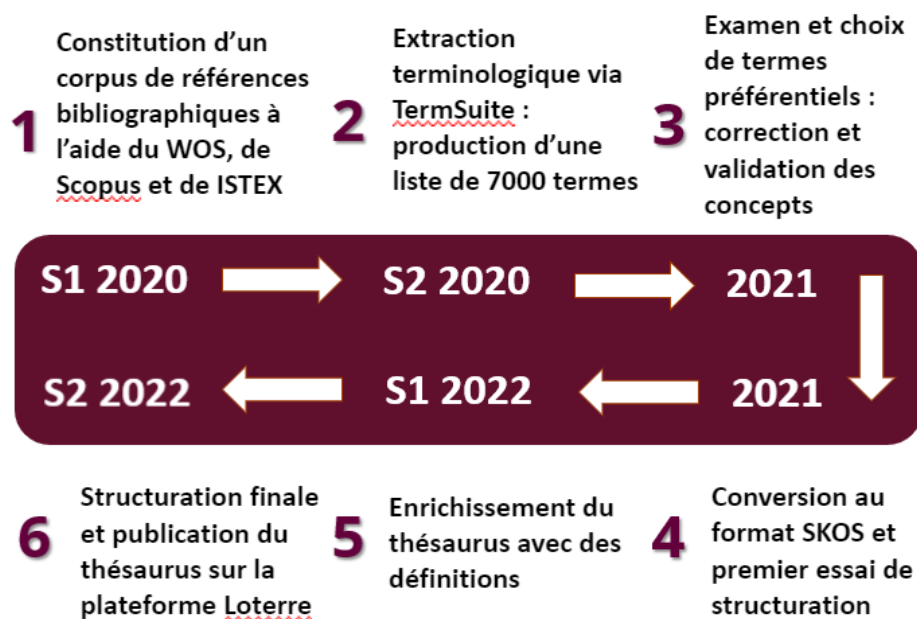 1
Constitution d’un
corpus de références
bibliographiques à
l’aide du WOS, de
Scopus et de ISTEX
2
Extraction
terminologique via
TermSuite :
production d’une
liste de 7000 termes
3
Examen et choix
de termes
préférentiels :
correction et
validation des
concepts
S1 2020
S2 2020
2021
S2 2022
S1 2022
2021
6
Structuration finale
et publication du
thésaurus sur la
plateforme Loterre
5
Enrichissement du
thésaurus avec des
définitions
4
Conversion au
format SKOS et
premier essai de
structuration